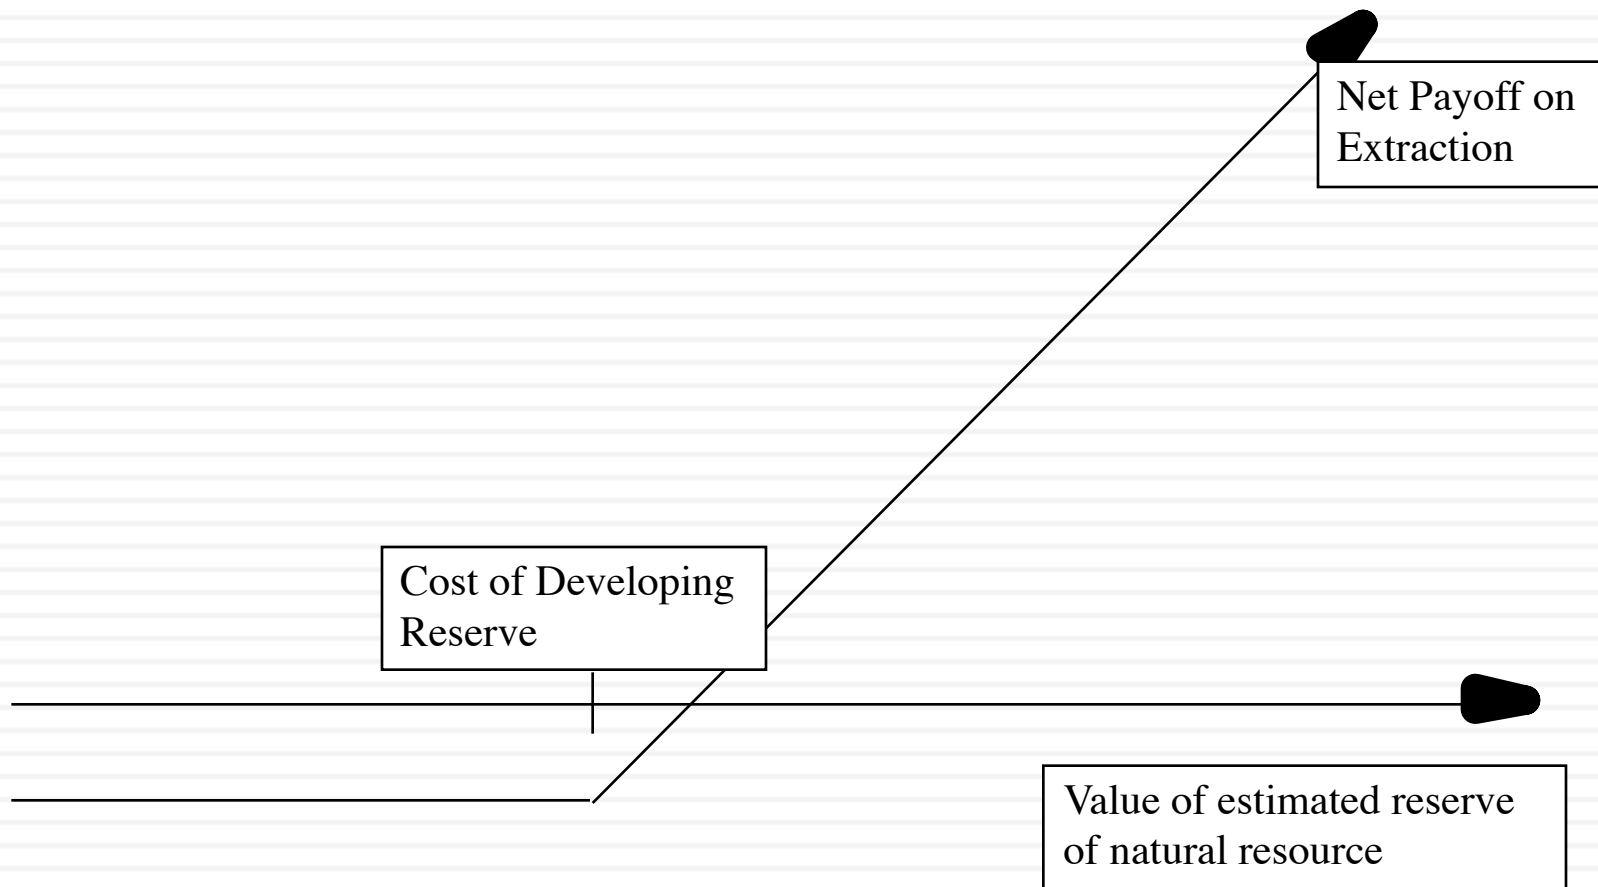 Net Payoff on
Extraction
Cost of Developing
Reserve
Value of estimated reserve
of natural resource